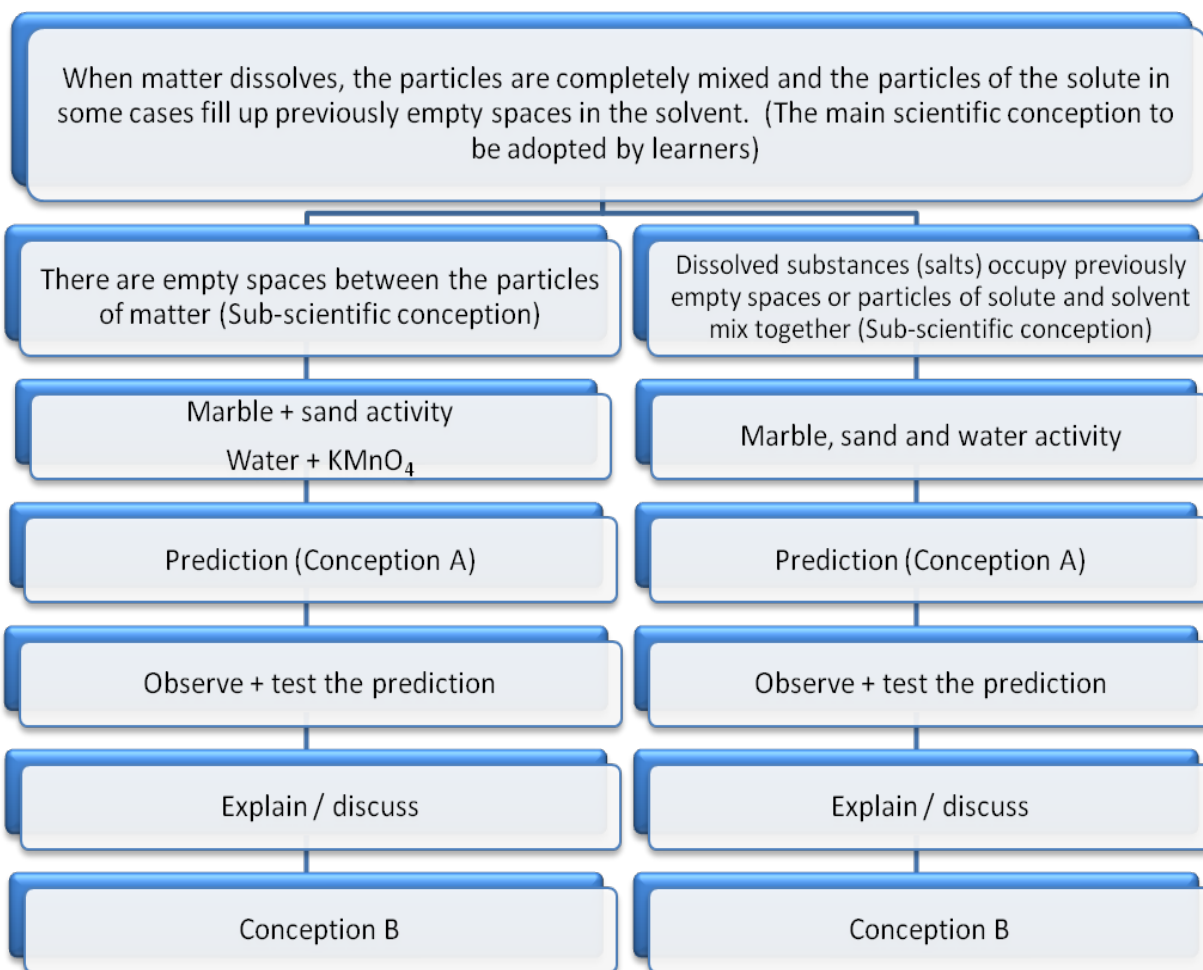 When matter dissolves, the particles are completely mixed and the particles of the solute in
some cases fill up previously empty spaces in the solvent.  (The main scientific conception to
be adopted by learners)
There are empty spaces between the particles
of matter (Sub-scientific conception)
Marble + sand activity
Water + KMnO₄
Prediction (Conception A)
Observe + test the prediction
Explain / discuss
Conception B
Dissolved substances (salts) occupy previously
empty spaces or particles of solute and solvent
mix together (Sub-scientific conception)
Marble, sand and water activity
Prediction (Conception A)
Observe + test the prediction
Explain / discuss
Conception B